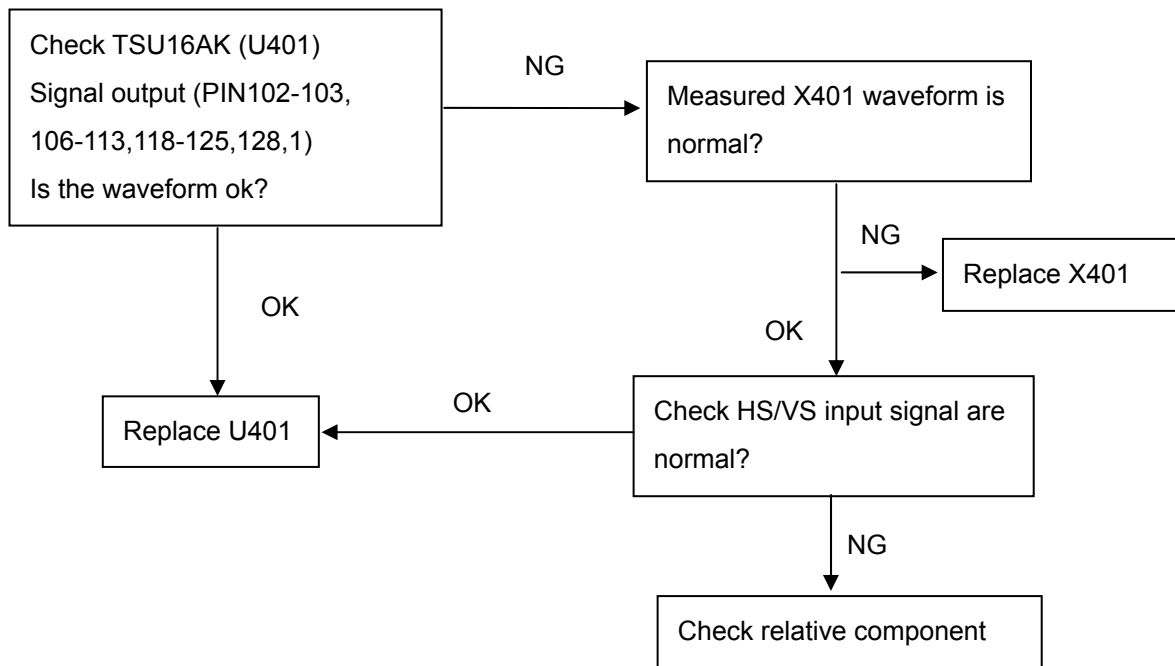 Check TSU16AK (U401)
Signal output (PIN102-103,
106-113,118-125,128,1)
Is the waveform ok?
NG
Measured X401 waveform is
normal?
NG
Replace X401
OK
OK
Replace U401
OK
Check HS/VS input signal are
normal?
NG
Check relative component